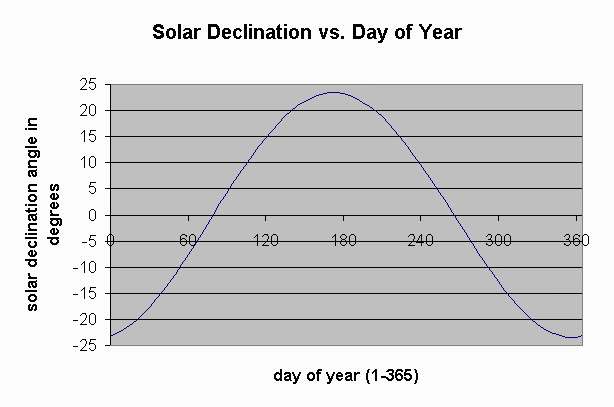 Solar Declination vs. Day of Year
solar declination angle in
degrees
25
20
15
10
5
0
-5
-10
-15
-20
-25
0 60 120 180 240 300 360
day of year (1-365)